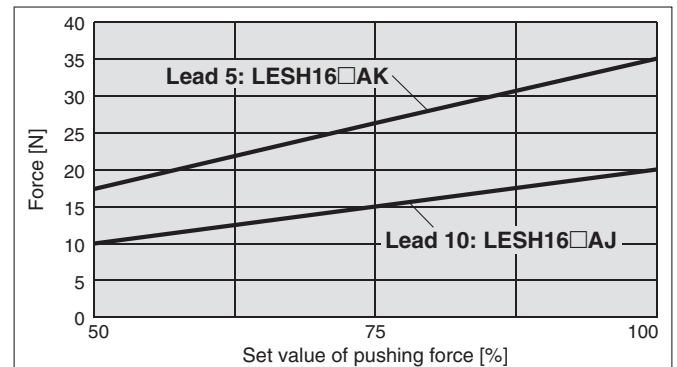 40
35
30
25
20
15
10
5
0
Force [N]
Lead 5: LESH16□AK
Lead 10: LESH16□AJ
50 75 100
Set value of pushing force [%]